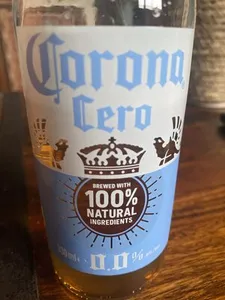 Corona
Cero
BREWED WITH
100%
NATURAL
INGREDIENTS
0.0%